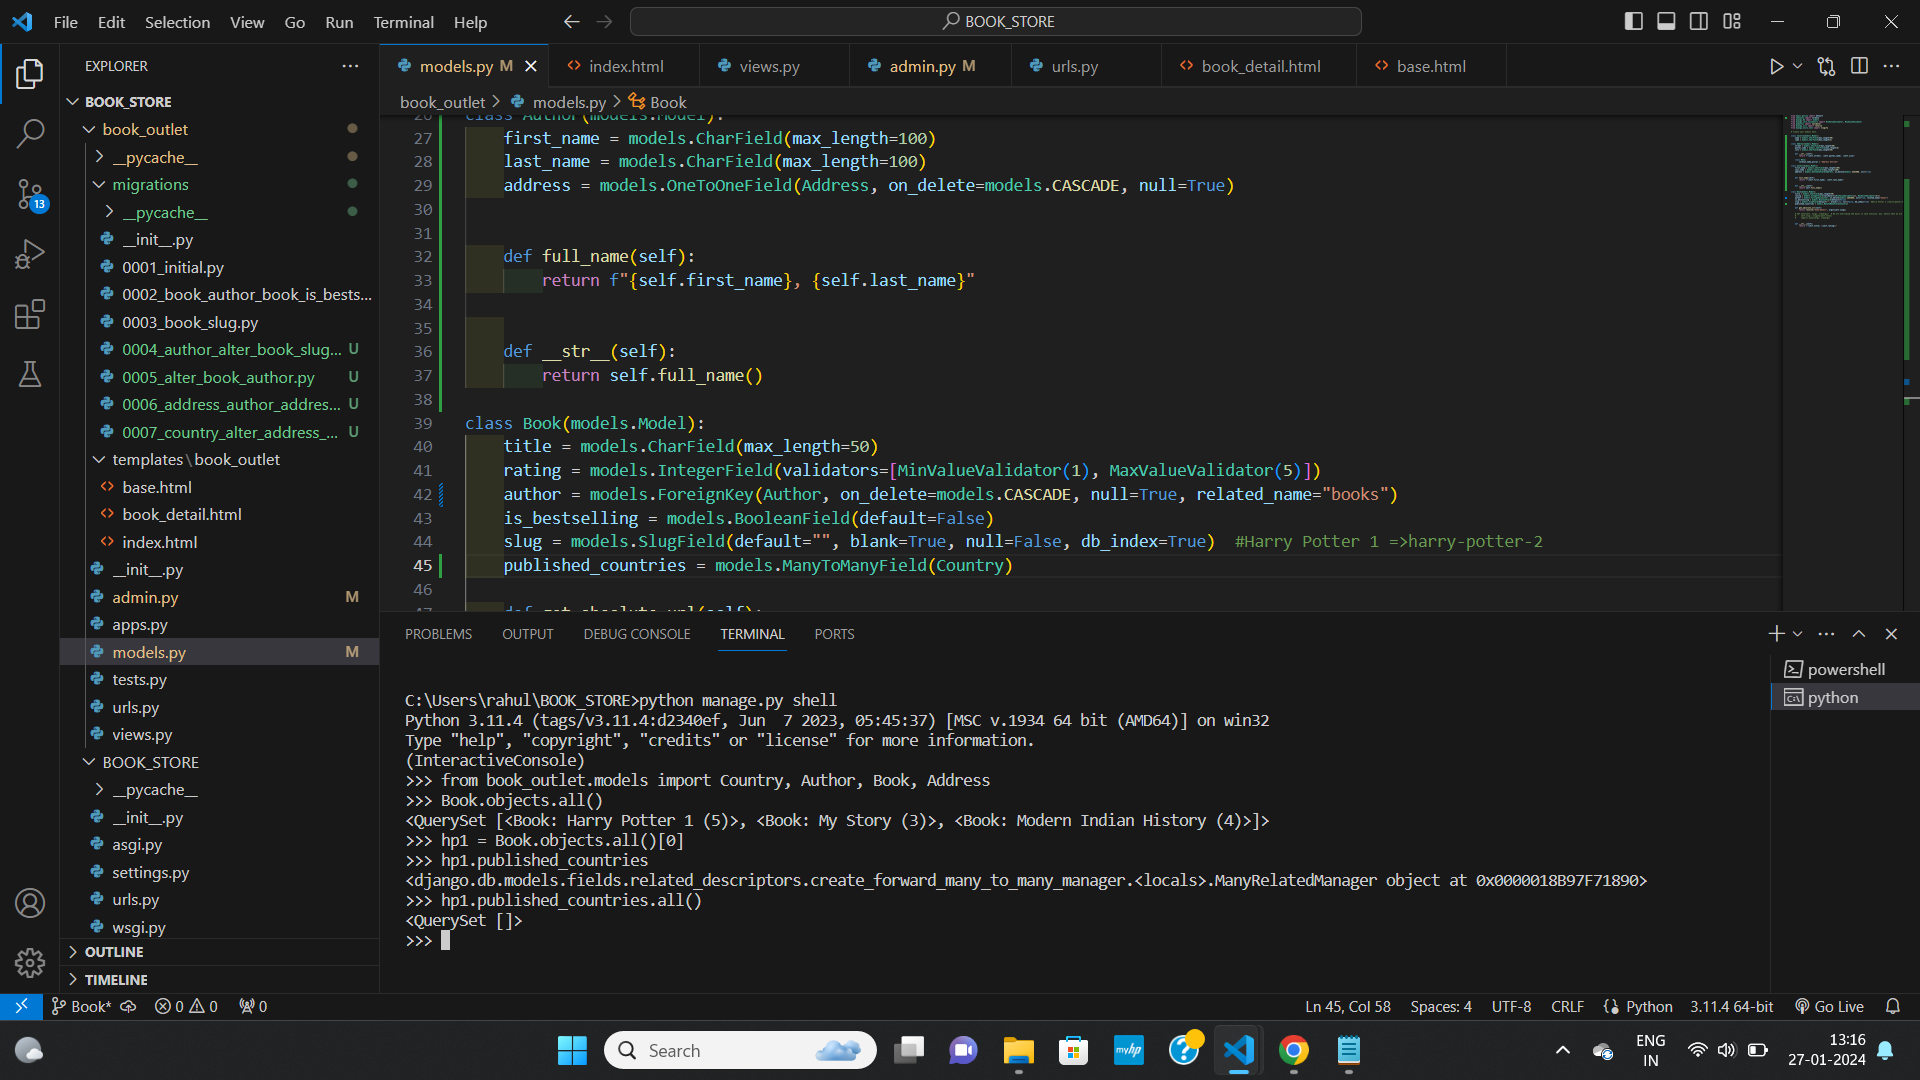 File Edit Selection View Go Run Terminal Help
BOOK_STORE
EXPLORER
BOOK_STORE
book_outlet
__pycache__
migrations
__pycache__
__init__.py
0001_initial.py
0002_book_author_book_is_bests...
0003_book_slug.py
0004_author_alter_book_slug... U
0005_alter_book_author.py U
0006_address_author_addres... U
0007_country_alter_address_... U
templates\book_outlet
base.html
book_detail.html
index.html
__init__.py
admin.py M
apps.py
models.py M
tests.py
urls.py
views.py
BOOK_STORE
__pycache__
__init__.py
asgi.py
settings.py
urls.py
wsgi.py
OUTLINE
TIMELINE
13
models.py M index.html views.py admin.py M urls.py book_detail.html base.html
book_outlet > models.py > Book
26 class Author(models.Model):
27 first_name = models.CharField(max_length=100)
28 last_name = models.CharField(max_length=100)
29 address = models.OneToOneField(Address, on_delete=models.CASCADE, null=True)
30
31
32 def full_name(self):
33 return f"{self.first_name}, {self.last_name}"
34
35
36 def __str__(self):
37 return self.full_name()
38
39 class Book(models.Model):
40 title = models.CharField(max_length=50)
41 rating = models.IntegerField(validators=[MinValueValidator(1), MaxValueValidator(5)])
42 author = models.ForeignKey(Author, on_delete=models.CASCADE, null=True, related_name="books")
43 is_bestselling = models.BooleanField(default=False)
44 slug = models.SlugField(default="", blank=True, null=False, db_index=True) #Harry Potter 1 =>harry-potter-2
45 published_countries = models.ManyToManyField(Country)
46
47 def get_absolute_url(self):
PROBLEMS OUTPUT DEBUG CONSOLE TERMINAL PORTS
powershell
python
C:\Users\rahul\BOOK_STORE>python manage.py shell
Python 3.11.4 (tags/v3.11.4:d2340ef, Jun  7 2023, 05:45:37) [MSC v.1934 64 bit (AMD64)] on win32
Type "help", "copyright", "credits" or "license" for more information.
(InteractiveConsole)
>>> from book_outlet.models import Country, Author, Book, Address
>>> Book.objects.all()
<QuerySet [<Book: Harry Potter 1 (5)>, <Book: My Story (3)>, <Book: Modern Indian History (4)>]>
>>> hp1 = Book.objects.all()[0]
>>> hp1.published_countries
<django.db.models.fields.related_descriptors.create_forward_many_to_many_manager.<locals>.ManyRelatedManager object at 0x0000018B97F71890>
>>> hp1.published_countries.all()
<QuerySet []>
>>>
Book* 0 0 0 Ln 45, Col 58 Spaces: 4 UTF-8 CRLF Python 3.11.4 64-bit Go Live
Search
myhp
ENG
IN
13:16
27-01-2024